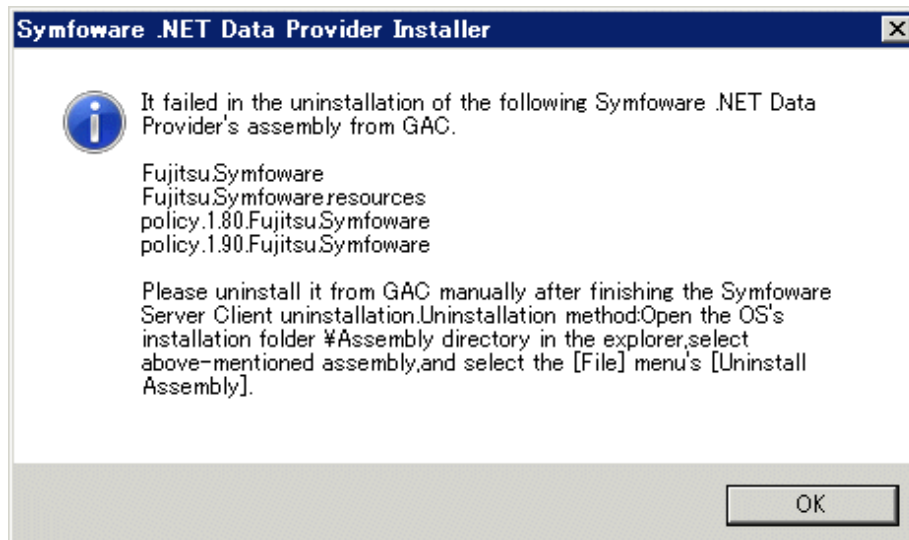 Symfoware .NET Data Provider Installer
It failed in the uninstallation of the following Symfoware .NET Data
Provider's assembly from GAC.
Fujitsu.Symfoware
Fujitsu.Symfoware.resources
policy.1.80.Fujitsu.Symfoware
policy.1.90.Fujitsu.Symfoware
Please uninstall it from GAC manually after finishing the Symfoware
Server Client uninstallation.Uninstallation method:Open the OS's
installation folder ¥Assembly directory in the explorer,select
above-mentioned assembly,and select the [File] menu's [Uninstall
Assembly].
OK